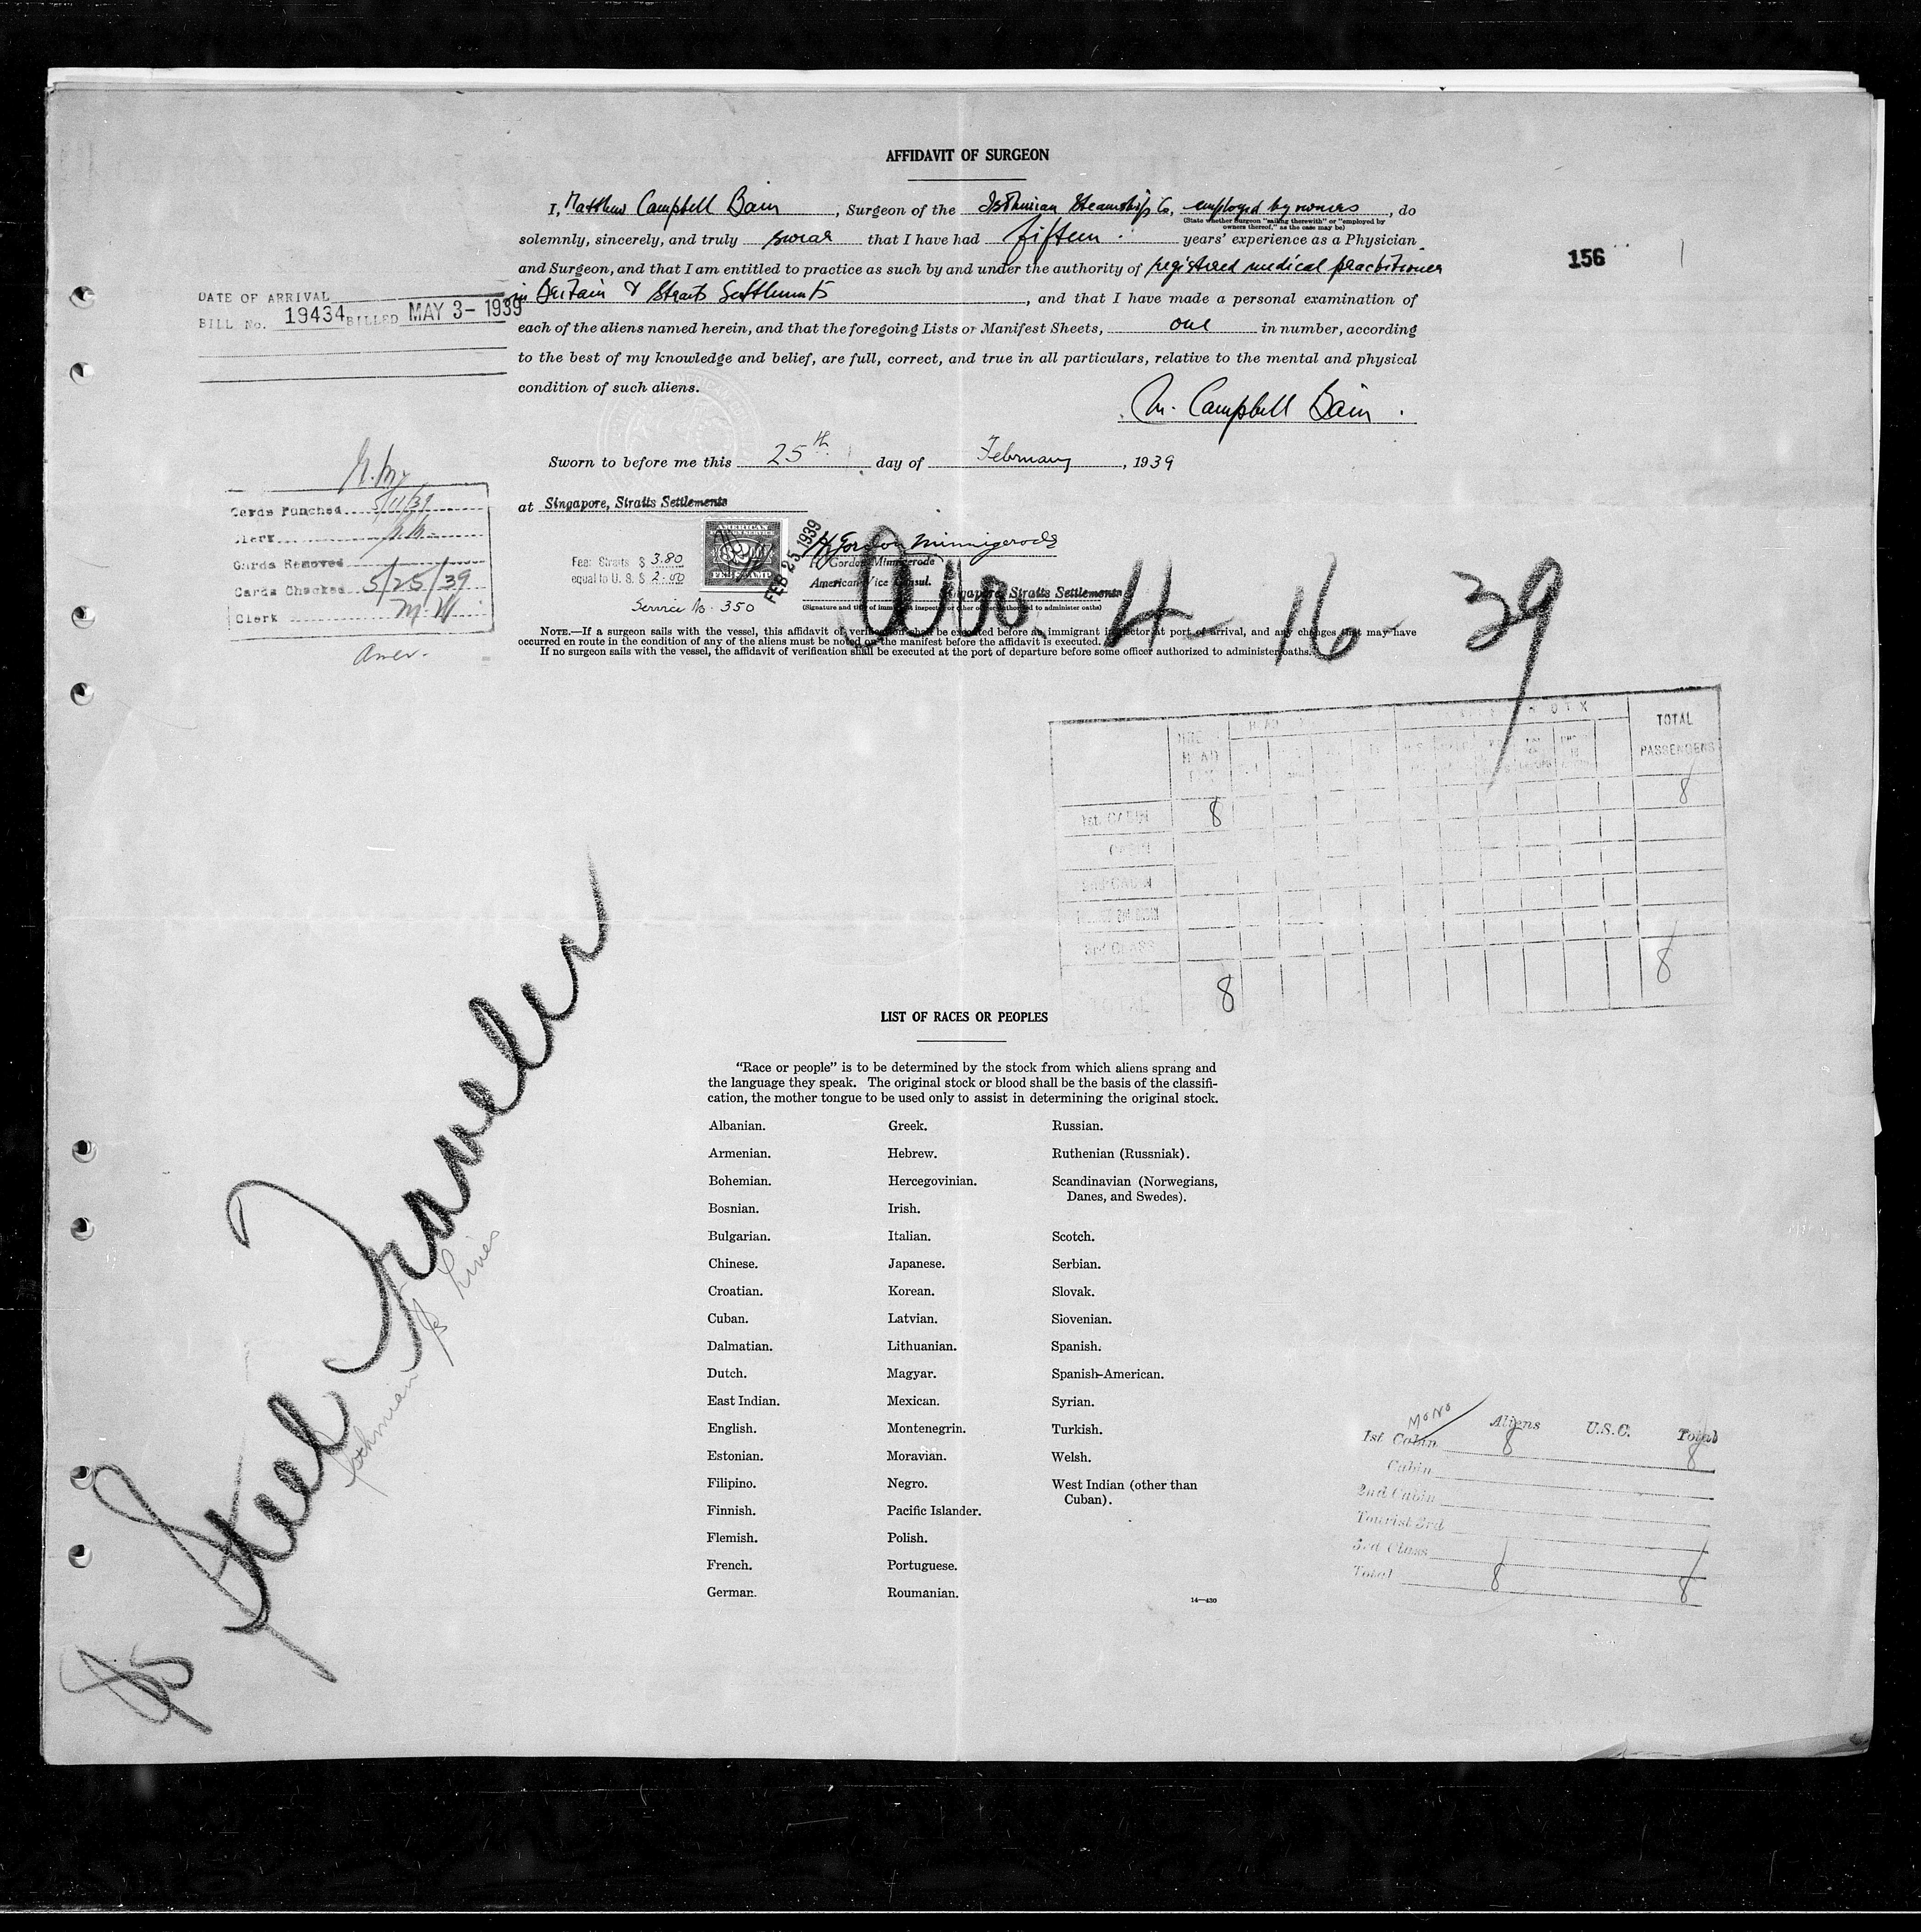 AFFIDAVIT OF SURGEON
I, Matthew Campbell Bain, Surgeon of the Isthmian Steamship Co, employed by owners, do
(State whether Surgeon "sailing therewith" or "employed by
owners thereof," as the case may be)
solemnly, sincerely, and truly swear that I have had fifteen years' experience as a Physician
and Surgeon, and that I am entitled to practice as such by and under the authority of registered medical practitioner
in Britain & Straits Settlements, and that I have made a personal examination of
each of the aliens named herein, and that the foregoing Lists or Manifest Sheets, one in number, according
to the best of my knowledge and belief, are full, correct, and true in all particulars, relative to the mental and physical
condition of such aliens.
M. Campbell Bain.
156
DATE OF ARRIVAL
BILL No. 19434 BILLED MAY 3- 1939
Sworn to before me this 25th day of February, 1939
at Singapore, Straits Settlements
Cards Punched 5/11/39
Clerk
Cards Removed
Cards Checked 5/25/39
Clerk M.W
Amer.
Fee: Straits $ 3.80
equal to U. S. $ 2.00
Service No. 350
AMERICAN
FEE STAMP
FEB 25 1939
H Gordon Minnigerode
H. Gordon Minnigerode
American Vice Consul.
Singapore, Straits Settlements
(Signature and title of immigrant inspector or other officer authorized to administer oaths)
Arr. 4-16-39
NOTE.—If a surgeon sails with the vessel, this affidavit of verification shall be executed before an immigrant inspector at port of arrival, and any changes that may have
occurred en route in the condition of any of the aliens must be noted on the manifest before the affidavit is executed.
If no surgeon sails with the vessel, the affidavit of verification shall be executed at the port of departure before some officer authorized to administer oaths.
HEAD TAX
TOTAL
PASSENGERS
1st. CABIN 8 8
CABIN
2nd CABIN
3rd CLASS
TOTAL 8 8
SS Steel Traveler
Isthmian SS Lines
LIST OF RACES OR PEOPLES
"Race or people" is to be determined by the stock from which aliens sprang and
the language they speak. The original stock or blood shall be the basis of the classifi-
cation, the mother tongue to be used only to assist in determining the original stock.
Albanian.
Armenian.
Bohemian.
Bosnian.
Bulgarian.
Chinese.
Croatian.
Cuban.
Dalmatian.
Dutch.
East Indian.
English.
Estonian.
Filipino.
Finnish.
Flemish.
French.
German.
Greek.
Hebrew.
Hercegovinian.
Irish.
Italian.
Japanese.
Korean.
Latvian.
Lithuanian.
Magyar.
Mexican.
Montenegrin.
Moravian.
Negro.
Pacific Islander.
Polish.
Portuguese.
Roumanian.
Russian.
Ruthenian (Russniak).
Scandinavian (Norwegians,
Danes, and Swedes).
Scotch.
Serbian.
Slovak.
Slovenian.
Spanish.
Spanish-American.
Syrian.
Turkish.
Welsh.
West Indian (other than
Cuban).
14—430
MONO
Aliens U.S.C. Total
1st Cabin 8 8
Cabin
2nd Cabin
Tourist 3rd
3rd Class
Total 8 8